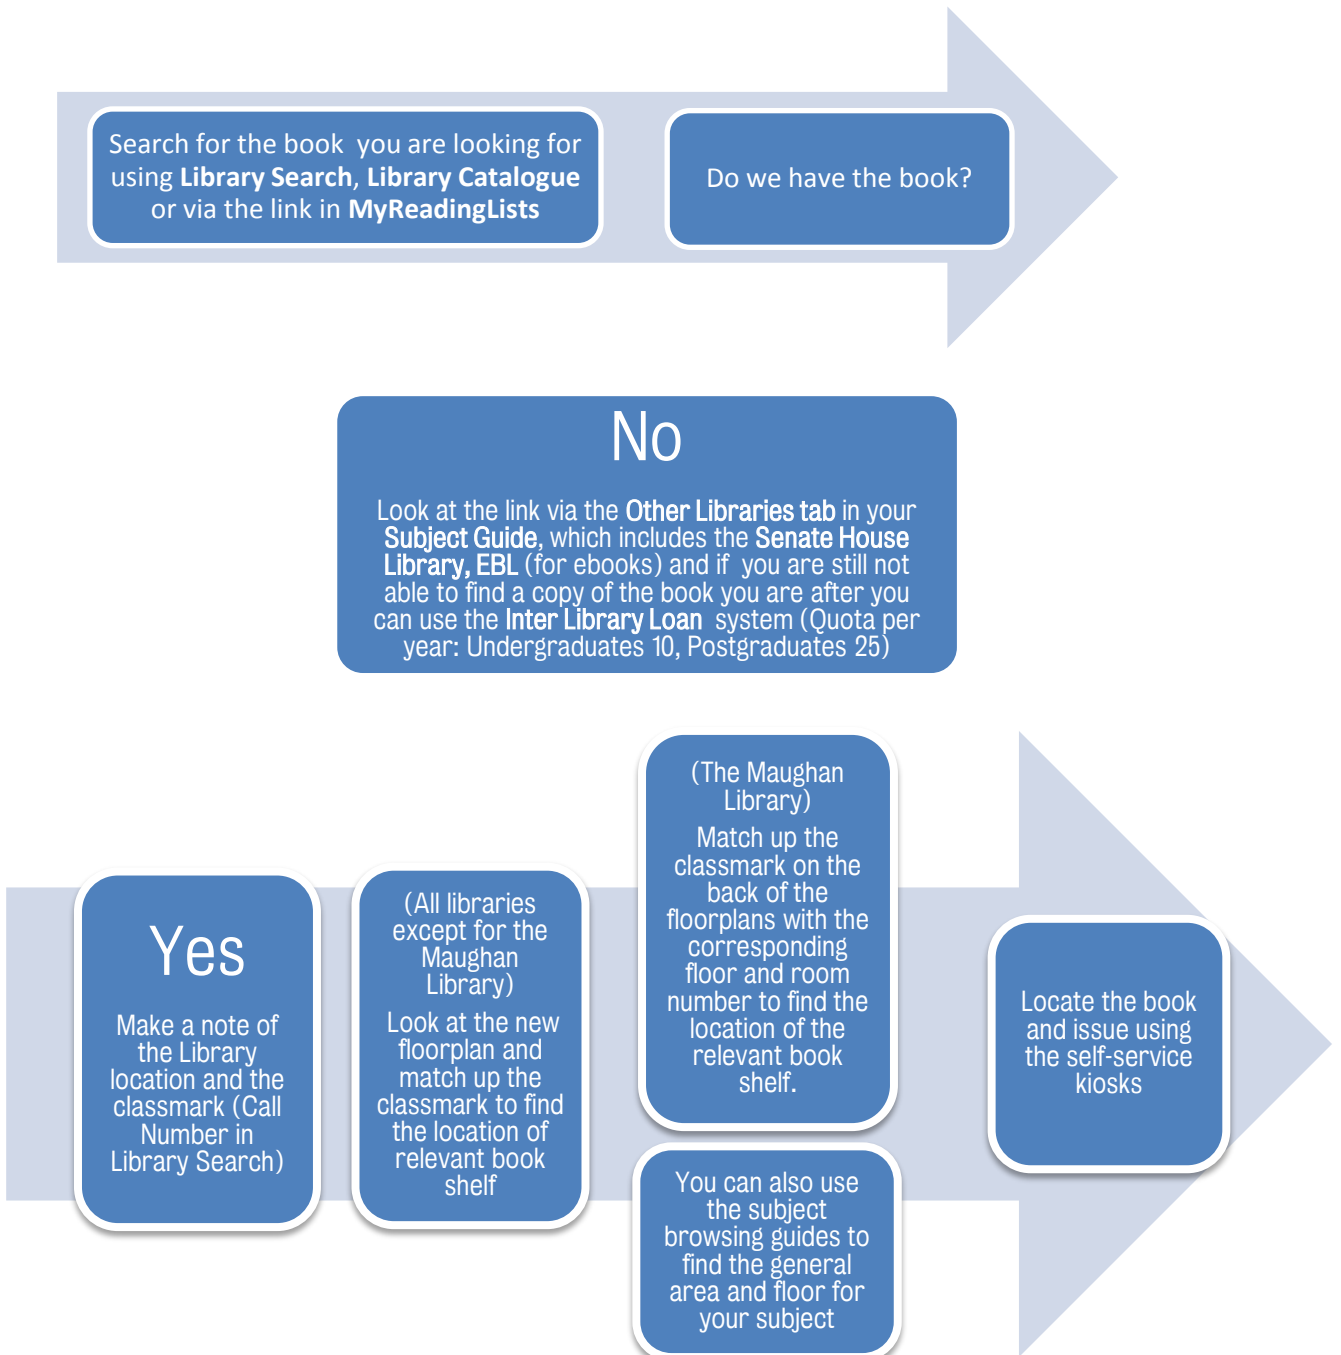 Search for the book you are looking for
using Library Search, Library Catalogue
or via the link in MyReadingLists
Do we have the book?
No
Look at the link via the Other Libraries tab in your
Subject Guide, which includes the Senate House
Library, EBL (for ebooks) and if you are still not
able to find a copy of the book you are after you
can use the Inter Library Loan system (Quota per
year: Undergraduates 10, Postgraduates 25)
Yes
Make a note of
the Library
location and the
classmark (Call
Number in
Library Search)
(All libraries
except for the
Maughan
Library)
Look at the new
floorplan and
match up the
classmark to find
the location of
relevant book
shelf
(The Maughan
Library)
Match up the
classmark on the
back of the
floorplans with the
corresponding
floor and room
number to find the
location of the
relevant book
shelf.
You can also use
the subject
browsing guides to
find the general
area and floor for
your subject
Locate the book
and issue using
the self-service
kiosks